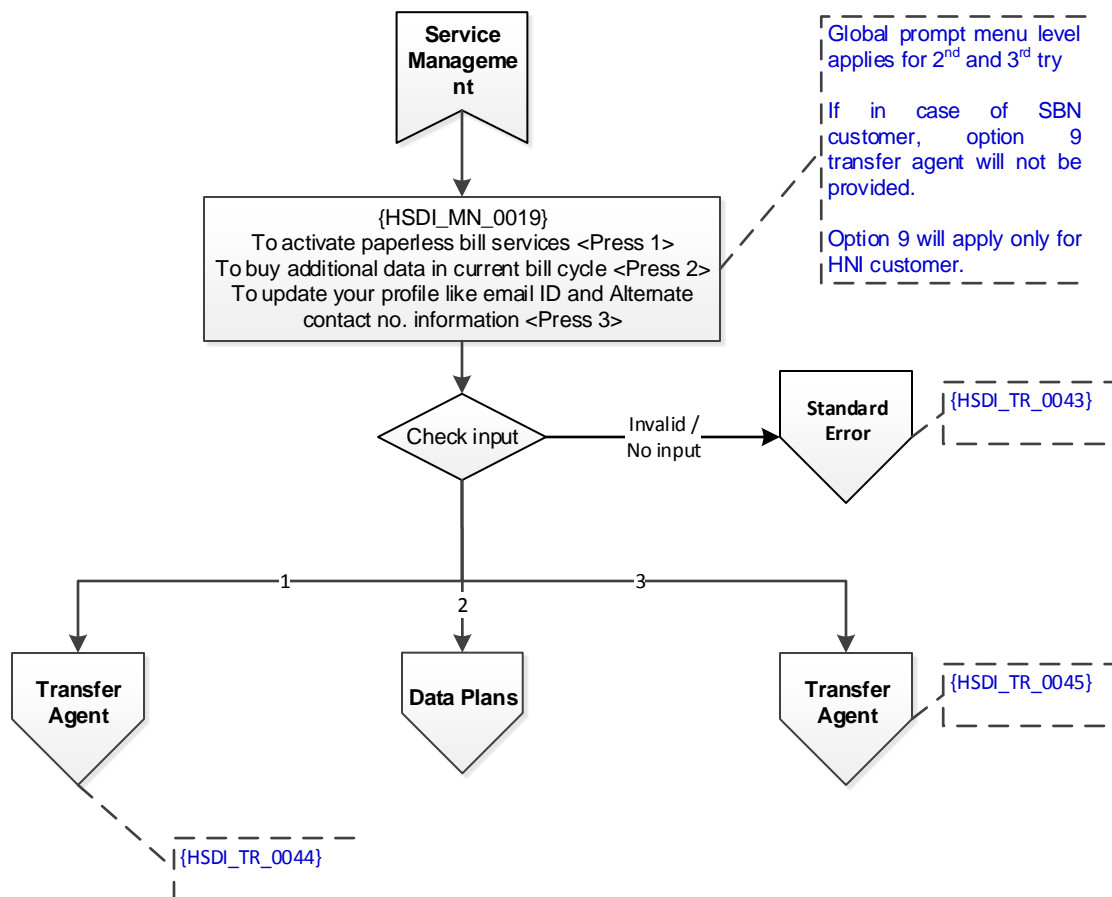 Service
Manageme
nt
Global prompt menu level
applies for 2nd and 3rd try
If in case of SBN
customer, option 9
transfer agent will not be
provided.
Option 9 will apply only for
HNI customer.
{HSDI_MN_0019}
To activate paperless bill services <Press 1>
To buy additional data in current bill cycle <Press 2>
To update your profile like email ID and Alternate
contact no. information <Press 3>
Check input
Invalid /
No input
Standard
Error
{HSDI_TR_0043}
1
2
3
Transfer
Agent
Data Plans
Transfer
Agent
{HSDI_TR_0045}
{HSDI_TR_0044}